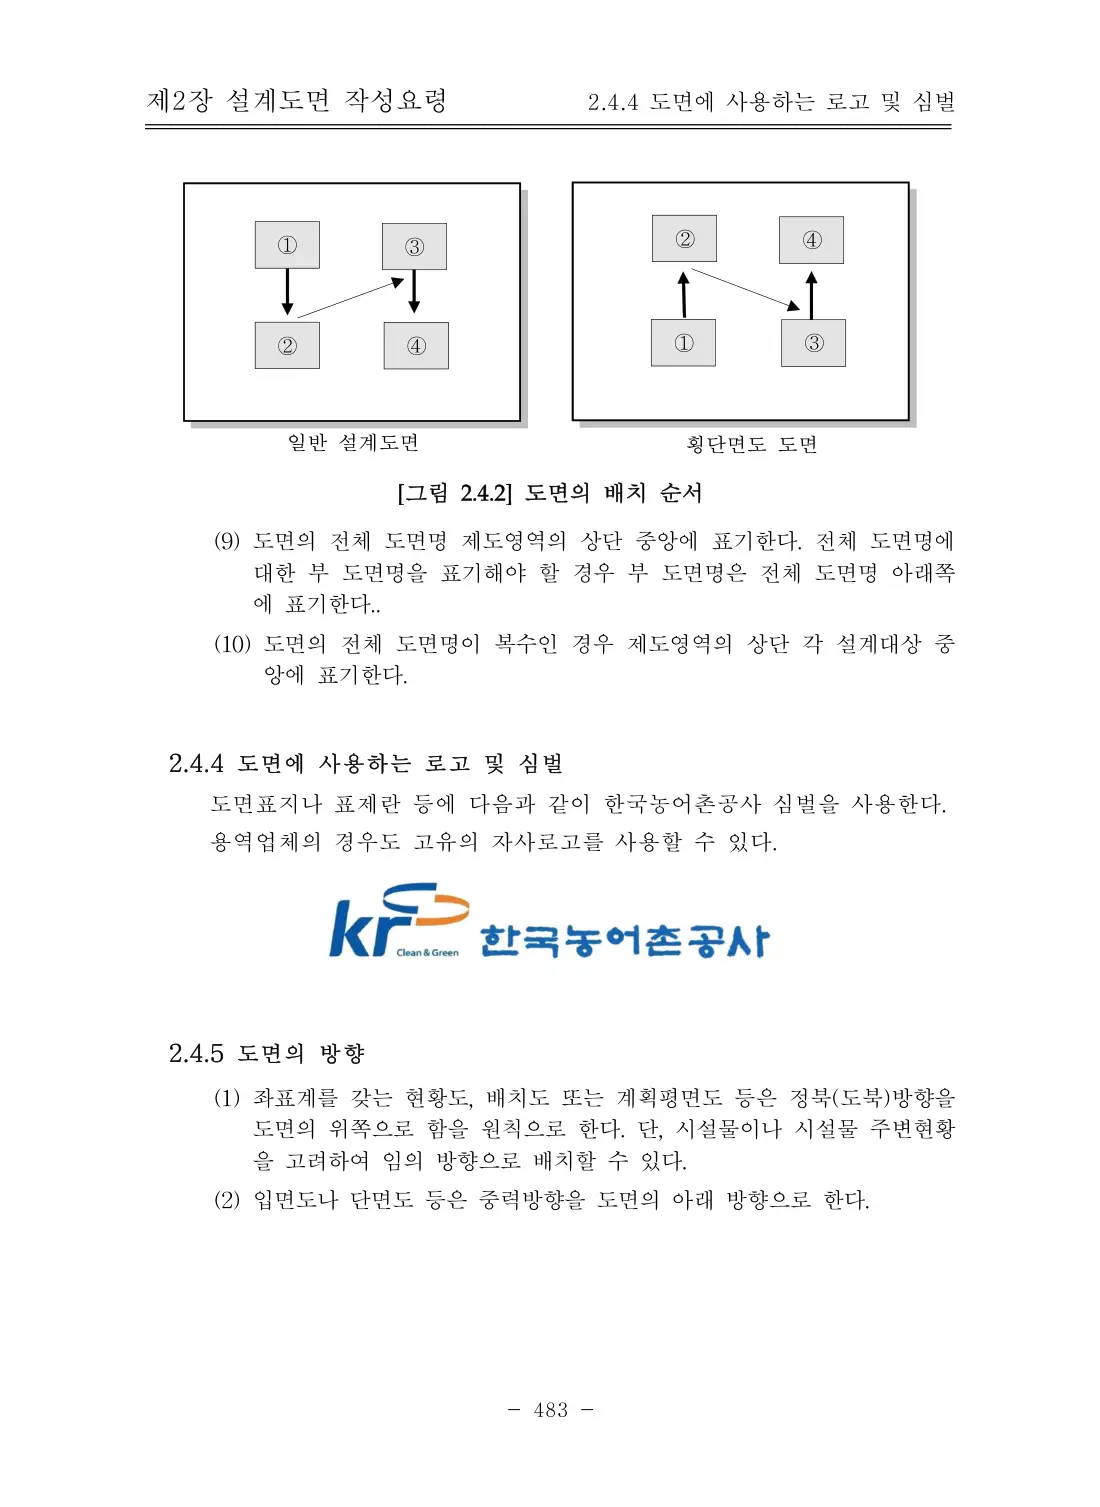 제2장 설계도면 작성요령
2.4.4 도면에 사용하는 로고 및 심벌
① ③
② ④
일반 설계도면
② ④
① ③
횡단면도 도면
[그림 2.4.2] 도면의 배치 순서
(9) 도면의 전체 도면명 제도영역의 상단 중앙에 표기한다. 전체 도면명에
대한 부 도면명을 표기해야 할 경우 부 도면명은 전체 도면명 아래쪽
에 표기한다..
(10) 도면의 전체 도면명이 복수인 경우 제도영역의 상단 각 설계대상 중
앙에 표기한다.
2.4.4 도면에 사용하는 로고 및 심벌
도면표지나 표제란 등에 다음과 같이 한국농어촌공사 심벌을 사용한다.
용역업체의 경우도 고유의 자사로고를 사용할 수 있다.
kr
Clean & Green
한국농어촌공사
2.4.5 도면의 방향
(1) 좌표계를 갖는 현황도, 배치도 또는 계획평면도 등은 정북(도북)방향을
도면의 위쪽으로 함을 원칙으로 한다. 단, 시설물이나 시설물 주변현황
을 고려하여 임의 방향으로 배치할 수 있다.
(2) 입면도나 단면도 등은 중력방향을 도면의 아래 방향으로 한다.
- 483 -